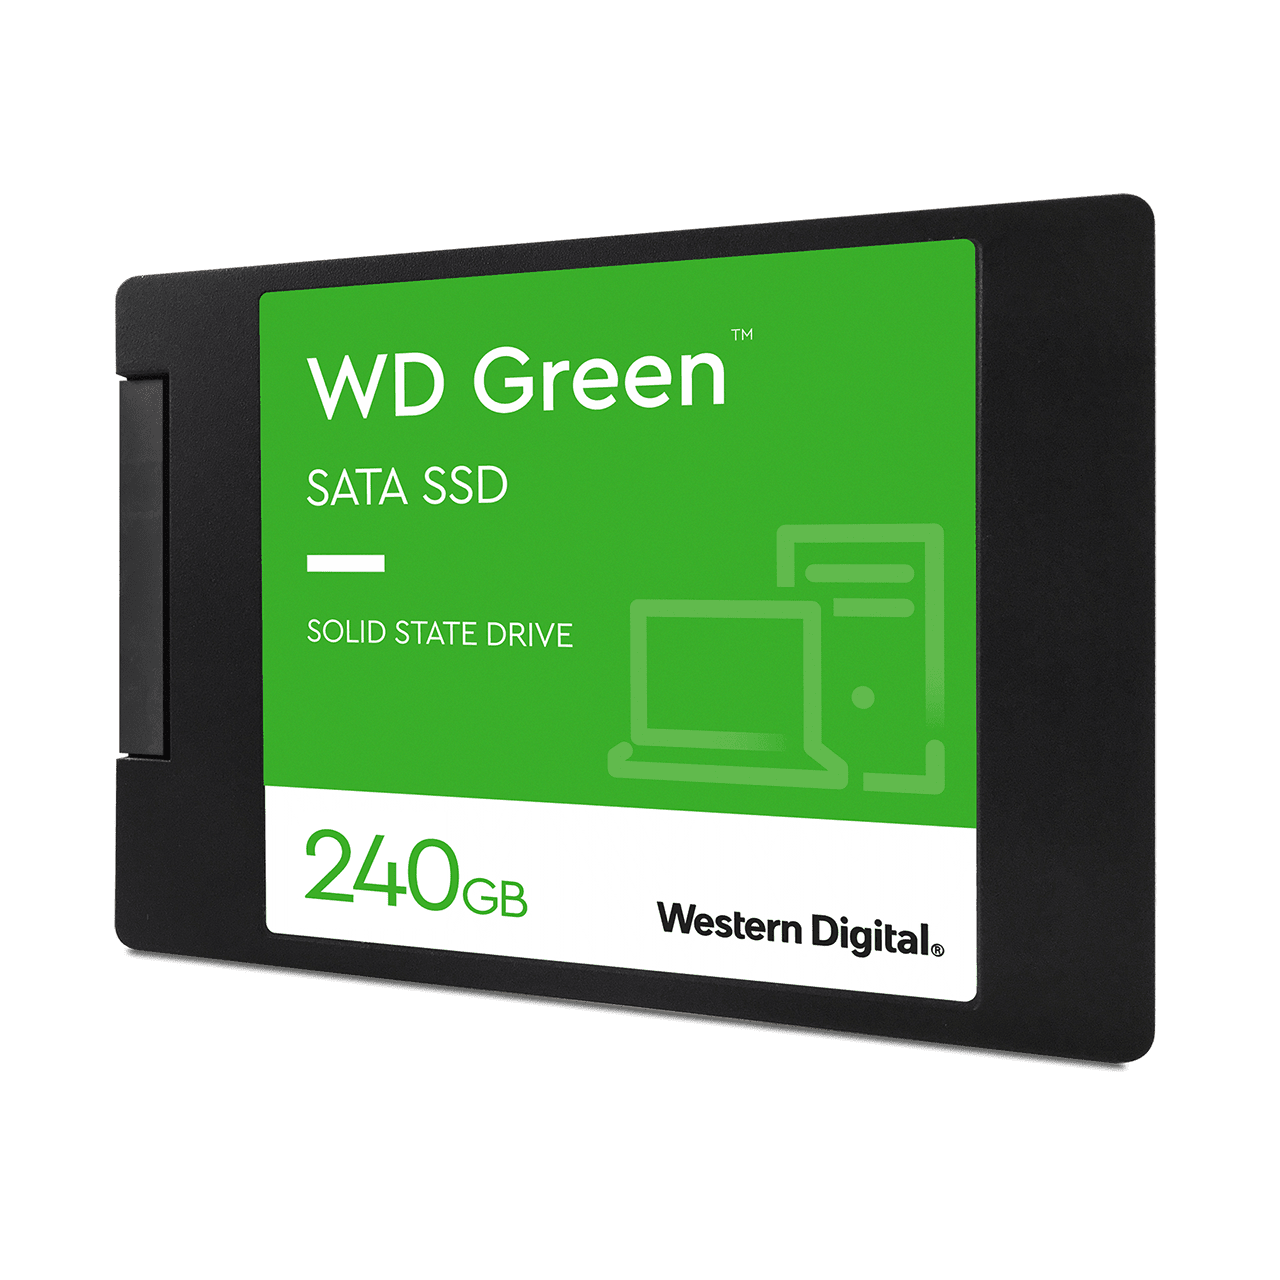 WD Green™
SATA SSD
SOLID STATE DRIVE
240GB
Western Digital®